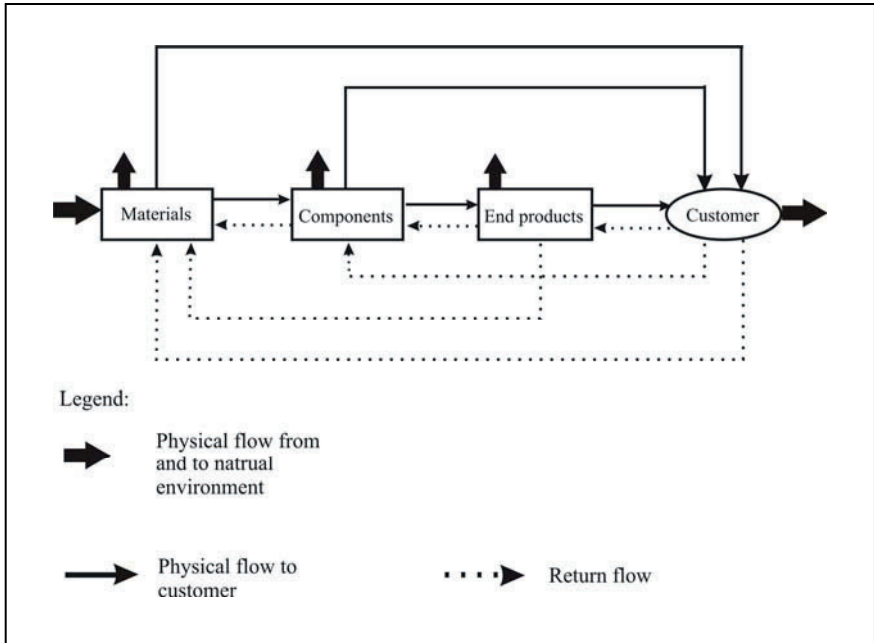 Materials
Components
End products
Customer
Legend:
Physical flow from
and to natrual
environment
Physical flow to
customer
Return flow